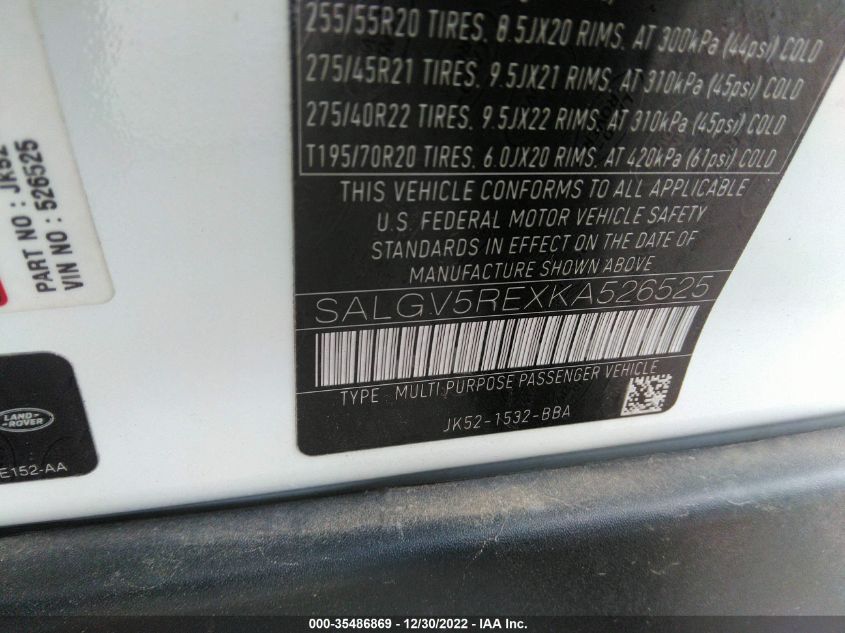 255/55R20 TIRES. 8.5JX20 RIMS. AT 300kPa (44psi) COLD
275/45R21 TIRES. 9.5JX21 RIMS. AT 310kPa (45psi) COLD
275/40R22 TIRES. 9.5JX22 RIMS. AT 310kPa (45psi) COLD
T195/70R20 TIRES. 6.0JX20 RIMS. AT 420kPa (61psi) COLD
THIS VEHICLE CONFORMS TO ALL APPLICABLE
U.S. FEDERAL MOTOR VEHICLE SAFETY
STANDARDS IN EFFECT ON THE DATE OF
MANUFACTURE SHOWN ABOVE
SALGV5REXKA526525
TYPE MULTI PURPOSE PASSENGER VEHICLE
JK52-1532-BBA
PART NO : JK52
VIN NO : 526525
LAND-
ROVER
E152-AA
000-35486869 - 12/30/2022 - IAA Inc.